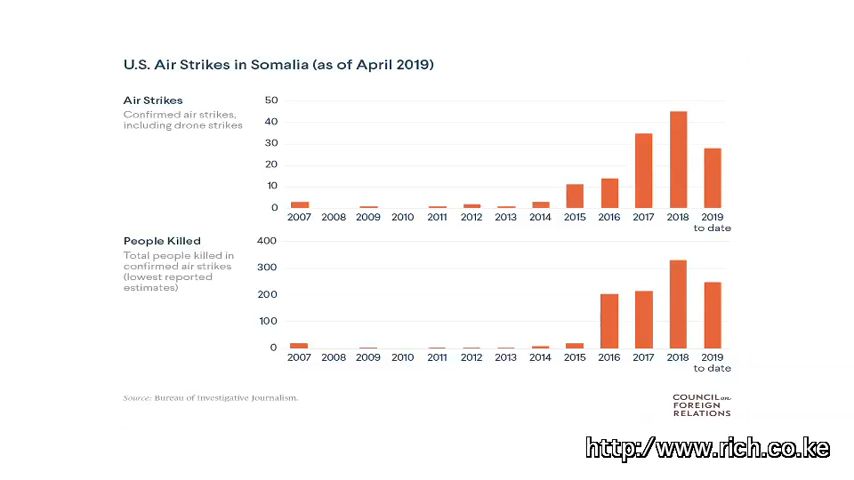 U.S. Air Strikes in Somalia (as of April 2019)
Air Strikes
Confirmed air strikes,
including drone strikes
50
40
30
20
10
0
2007 2008 2009 2010 2011 2012 2013 2014 2015 2016 2017 2018 2019
to date
People Killed
Total people killed in
confirmed air strikes
(lowest reported
estimates)
400
300
200
100
0
2007 2008 2009 2010 2011 2012 2013 2014 2015 2016 2017 2018 2019
to date
Source: Bureau of Investigative Journalism.
COUNCIL on
FOREIGN
RELATIONS
http:/www.rich.co.ke